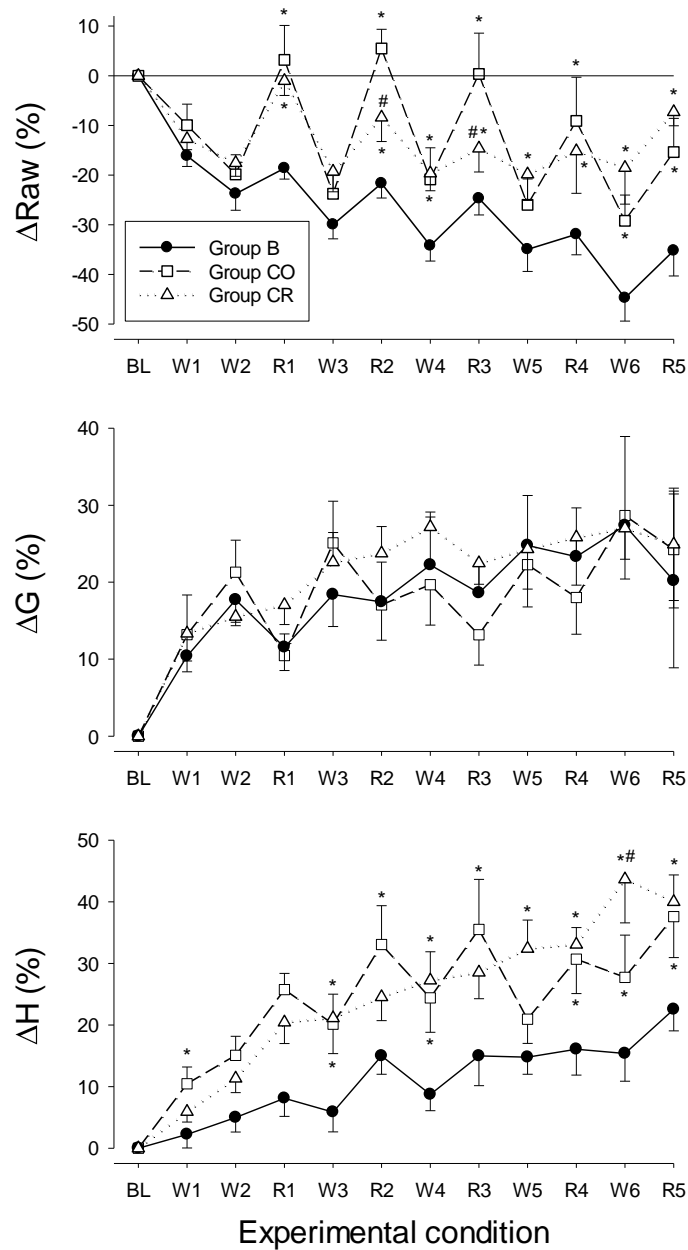 ΔRaw (%)
10
0
-10
-20
-30
-40
-50
* * * *
* # #* * * * *
* * * * *
Group B
Group CO
Group CR
BL W1 W2 R1 W3 R2 W4 R3 W5 R4 W6 R5
ΔG (%)
40
30
20
10
0
BL W1 W2 R1 W3 R2 W4 R3 W5 R4 W6 R5
ΔH (%)
50
40
30
20
10
0
* * * * * * * *# *
* * * * * *
BL W1 W2 R1 W3 R2 W4 R3 W5 R4 W6 R5
Experimental condition